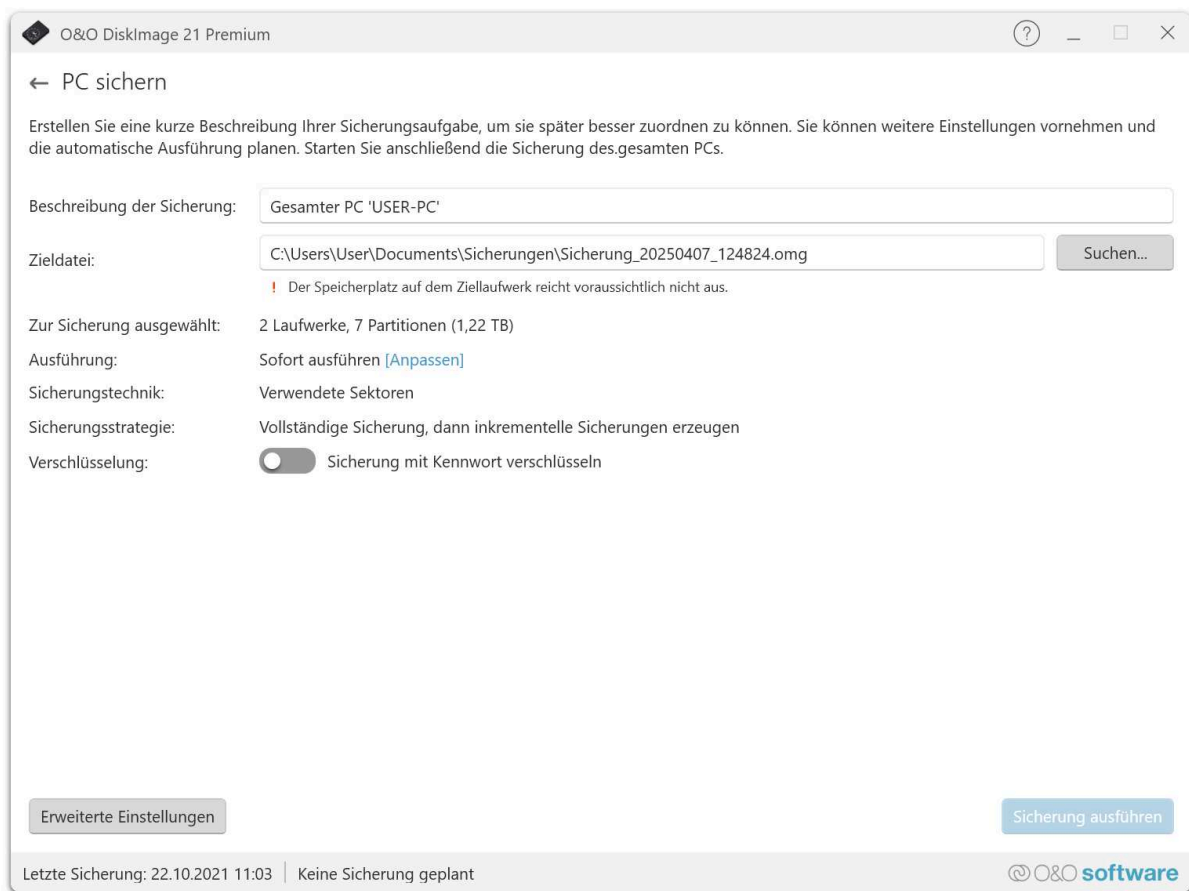 O&O DiskImage 21 Premium
?
← PC sichern
Erstellen Sie eine kurze Beschreibung Ihrer Sicherungsaufgabe, um sie später besser zuordnen zu können. Sie können weitere Einstellungen vornehmen und
die automatische Ausführung planen. Starten Sie anschließend die Sicherung des.gesamten PCs.
Beschreibung der Sicherung: Gesamter PC 'USER-PC'
Zieldatei: C:\Users\User\Documents\Sicherungen\Sicherung_20250407_124824.omg Suchen...
! Der Speicherplatz auf dem Ziellaufwerk reicht voraussichtlich nicht aus.
Zur Sicherung ausgewählt: 2 Laufwerke, 7 Partitionen (1,22 TB)
Ausführung: Sofort ausführen [Anpassen]
Sicherungstechnik: Verwendete Sektoren
Sicherungsstrategie: Vollständige Sicherung, dann inkrementelle Sicherungen erzeugen
Verschlüsselung: Sicherung mit Kennwort verschlüsseln
Erweiterte Einstellungen Sicherung ausführen
Letzte Sicherung: 22.10.2021 11:03 Keine Sicherung geplant O&O software